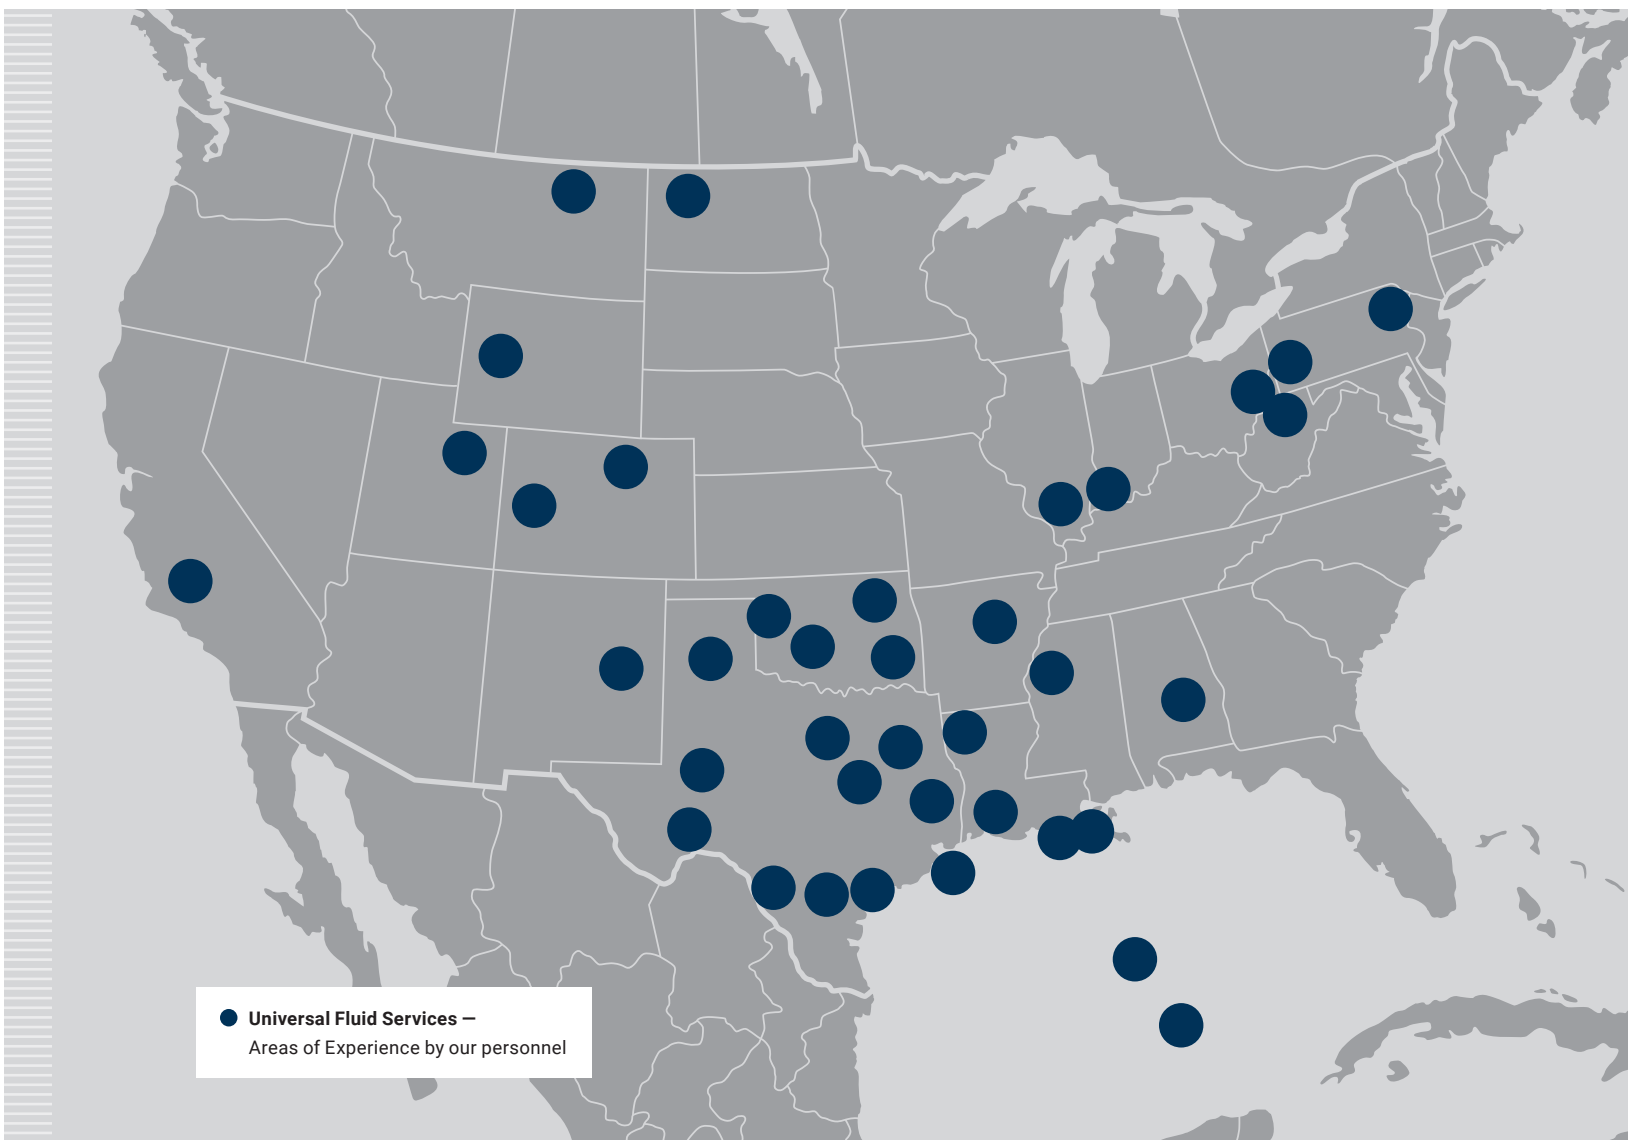 Universal Fluid Services —
Areas of Experience by our personnel